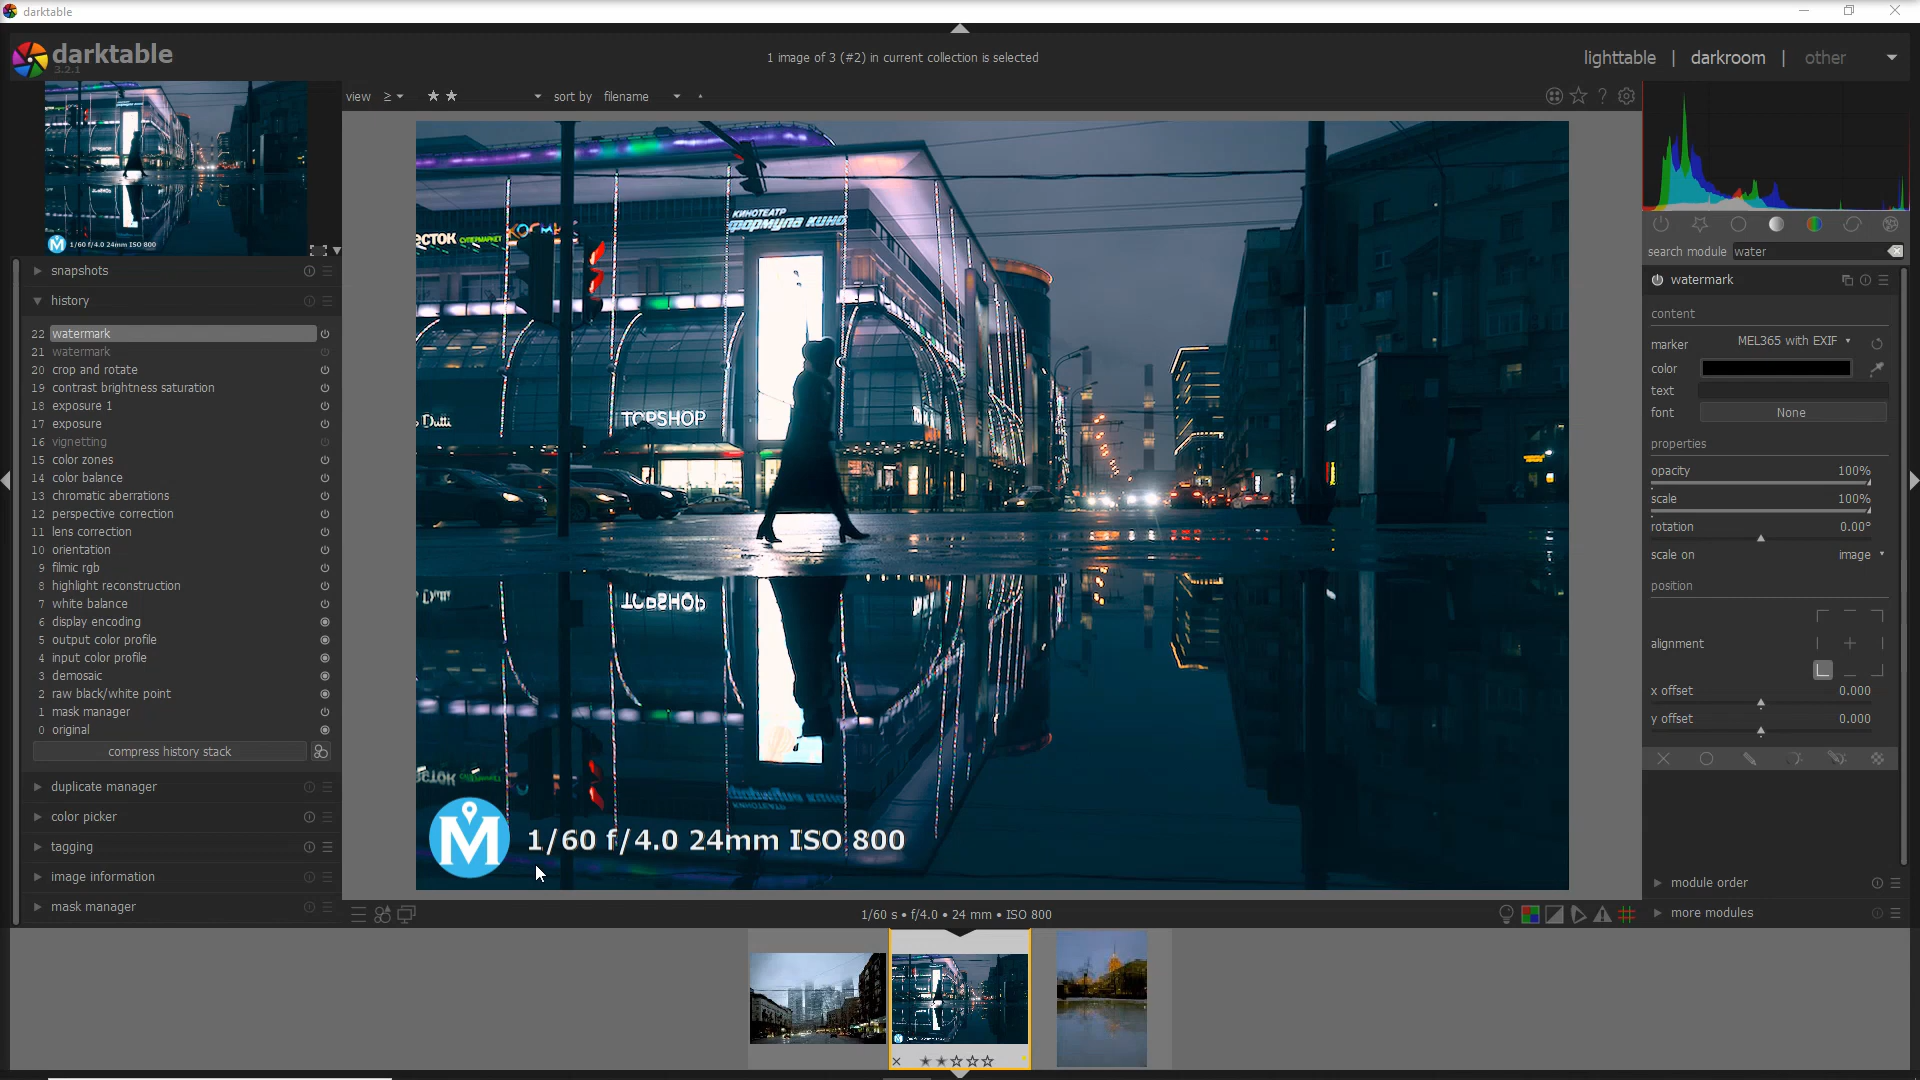 darktable
darktable
3.2.1
1 image of 3 (#2) in current collection is selected
lighttable | darkroom | other
view ≥ ★ ★ sort by filename
?
snapshots
history
22 watermark
21 watermark
20 crop and rotate
19 contrast brightness saturation
18 exposure 1
17 exposure
16 vignetting
15 color zones
14 color balance
13 chromatic aberrations
12 perspective correction
11 lens correction
10 orientation
9 filmic rgb
8 highlight reconstruction
7 white balance
6 display encoding
5 output color profile
4 input color profile
3 demosaic
2 raw black/white point
1 mask manager
0 original
compress history stack
duplicate manager
color picker
tagging
image information
mask manager
КИНОТЕАТР
формула кино
СУПЕРМАРКЕТ
Dutti
TOPSHOP
M 1/60 f/4.0 24mm ISO 800
1/60 s • f/4.0 • 24 mm • ISO 800
search module water
watermark
content
marker MEL365 with EXIF
color
text
font None
properties
opacity 100%
scale 100%
rotation 0.00°
scale on image
position
alignment
x offset 0.000
y offset 0.000
module order
more modules